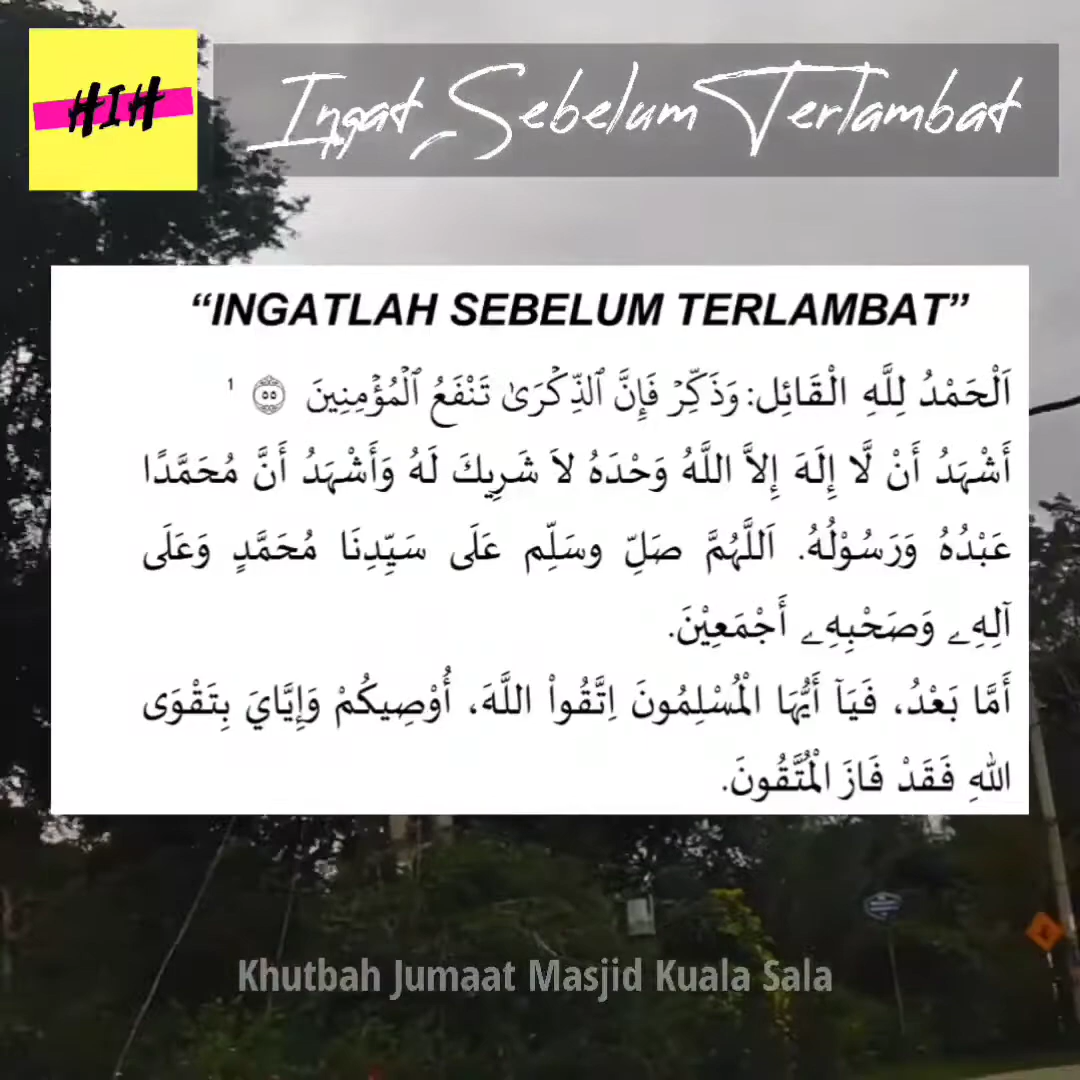 HIH
Ingat Sebelum Terlambat
“INGATLAH SEBELUM TERLAMBAT”
اَلْحَمْدُ لِلَّهِ الْقَائِل: وَذَكِّرْ فَإِنَّ ٱلذِّكْرَىٰ تَنْفَعُ ٱلْمُؤْمِنِينَ ۝٥٥ ¹
أَشْهَدُ أَنْ لَّا إِلَهَ إِلاَّ اللَّهُ وَحْدَهُ لاَ شَرِيكَ لَهُ وَأَشْهَدُ أَنَّ مُحَمَّدًا
عَبْدُهُ وَرَسُوْلُهُ. اَللَّهُمَّ صَلِّ وسَلِّم عَلَى سَيِّدِنَا مُحَمَّدٍ وَعَلَى
آلِهِۦ وَصَحْبِهِۦ أَجْمَعِيْنَ.
أَمَّا بَعْدُ، فَيَآ أَيُّهَا الْمُسْلِمُونَ اِتَّقُواْ اللَّهَ، أُوْصِيكُمْ وَإِيَّايَ بِتَقْوَى
اللهِ فَقَدْ فَازَ الْمُتَّقُونَ.
Khutbah Jumaat Masjid Kuala Sala